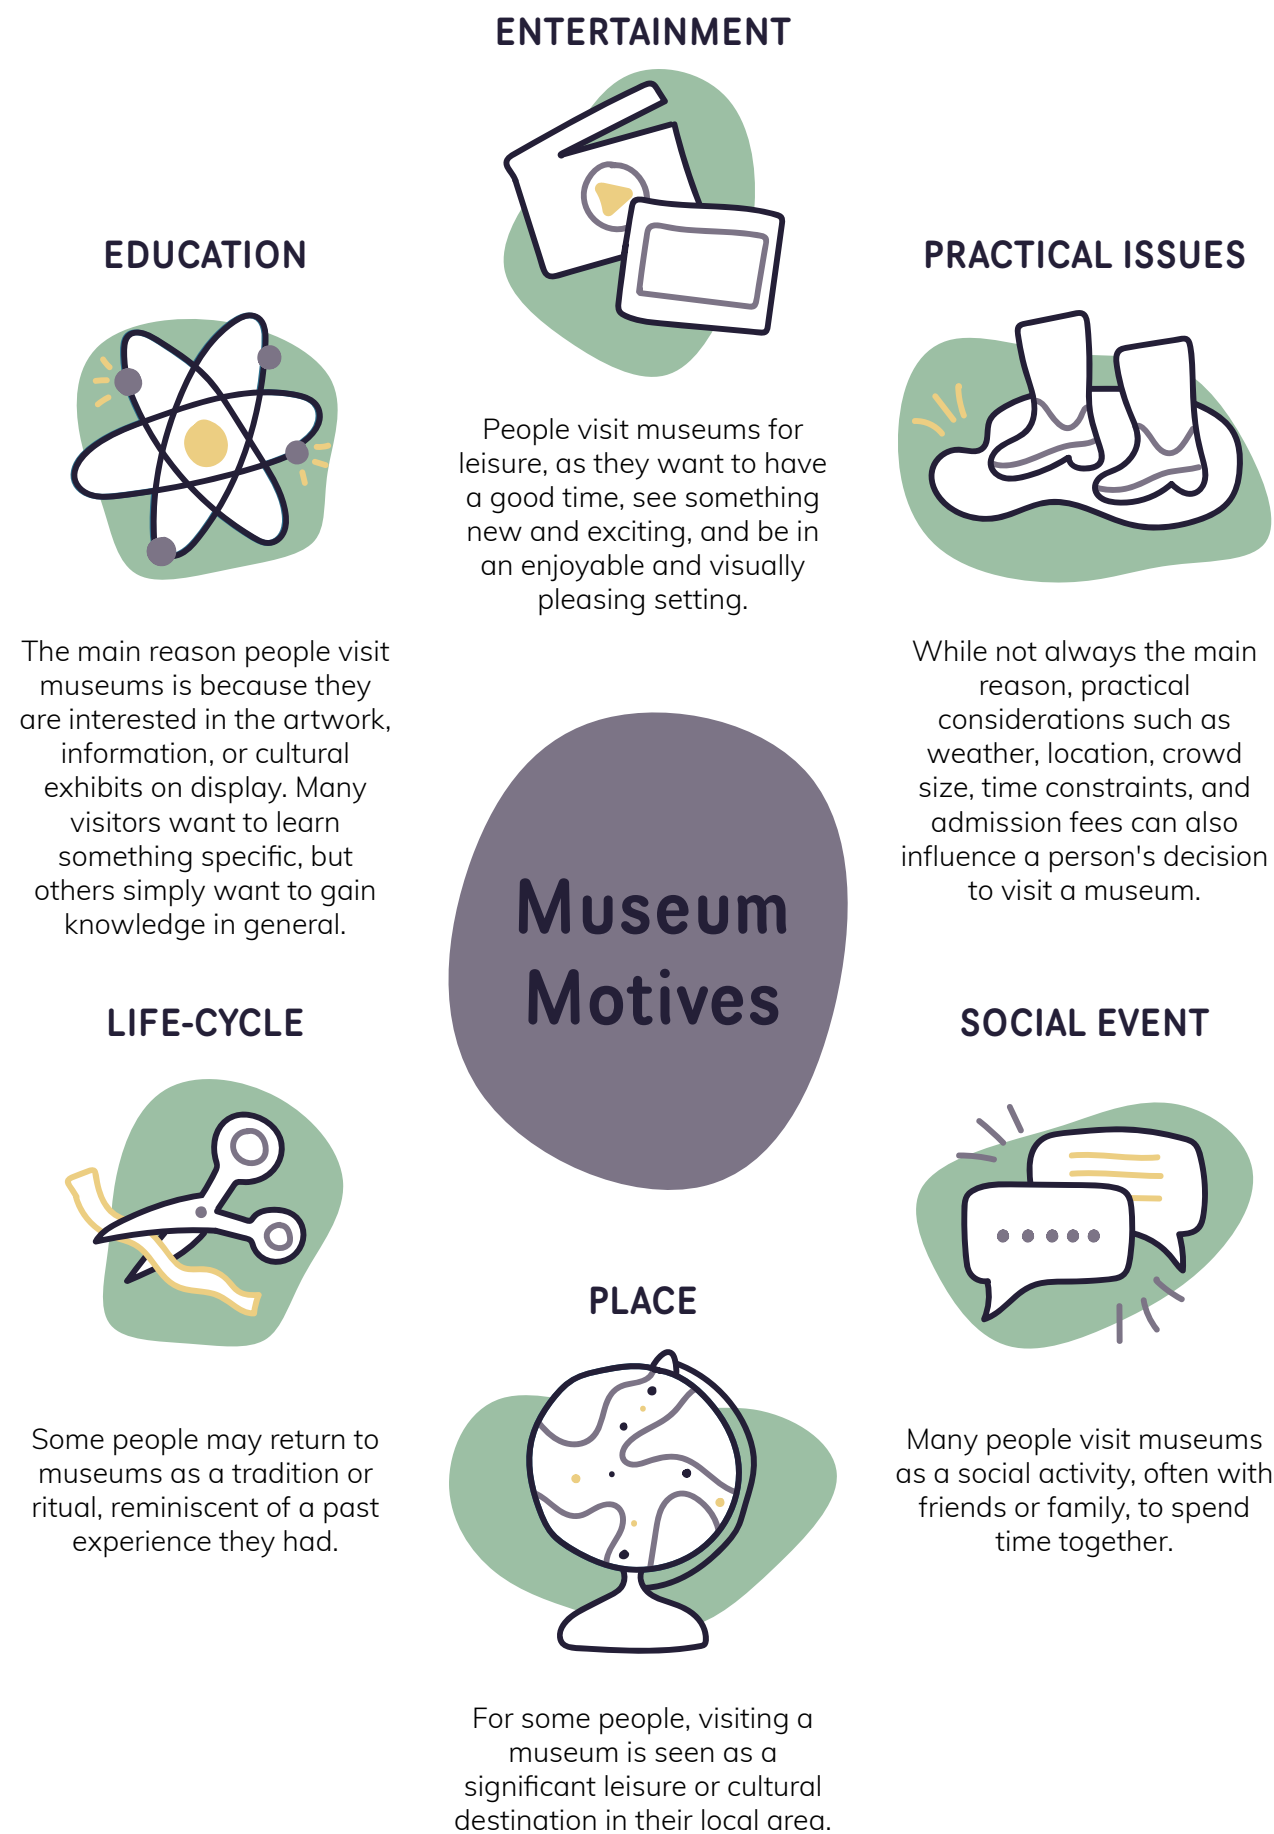 ENTERTAINMENT
People visit museums for
leisure, as they want to have
a good time, see something
new and exciting, and be in
an enjoyable and visually
pleasing setting.
EDUCATION
The main reason people visit
museums is because they
are interested in the artwork,
information, or cultural
exhibits on display. Many
visitors want to learn
something specific, but
others simply want to gain
knowledge in general.
PRACTICAL ISSUES
While not always the main
reason, practical
considerations such as
weather, location, crowd
size, time constraints, and
admission fees can also
influence a person's decision
to visit a museum.
Museum
Motives
LIFE-CYCLE
Some people may return to
museums as a tradition or
ritual, reminiscent of a past
experience they had.
SOCIAL EVENT
Many people visit museums
as a social activity, often with
friends or family, to spend
time together.
PLACE
For some people, visiting a
museum is seen as a
significant leisure or cultural
destination in their local area.